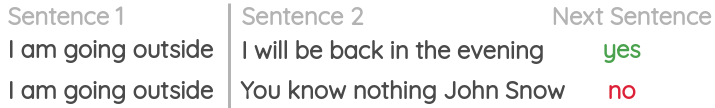 Sentence 1 Sentence 2 Next Sentence
I am going outside I will be back in the evening yes
I am going outside You know nothing John Snow no